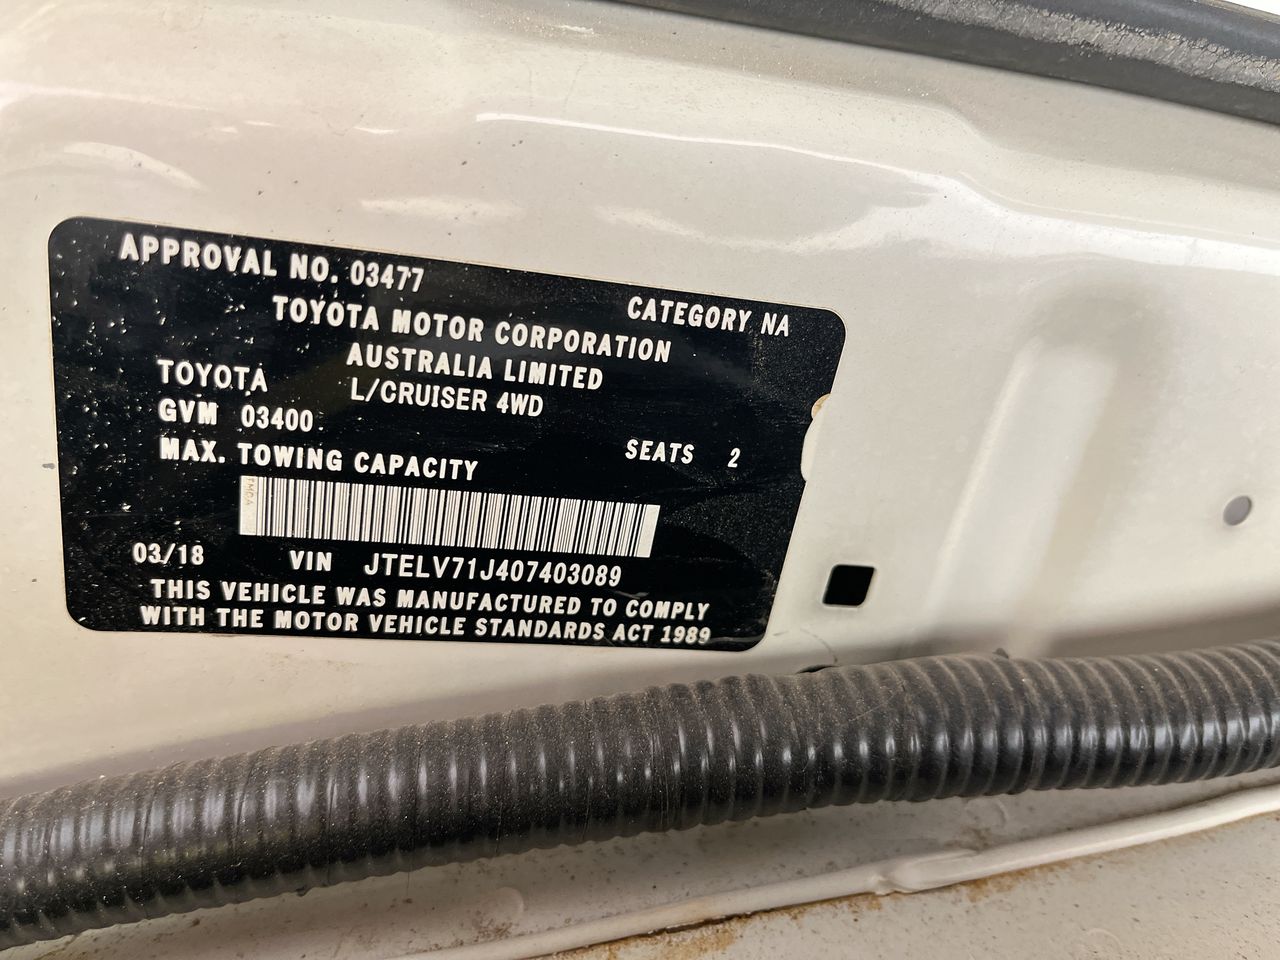 APPROVAL NO. 03477
CATEGORY NA
TOYOTA MOTOR CORPORATION
AUSTRALIA LIMITED
TOYOTA L/CRUISER 4WD
GVM 03400
SEATS 2
MAX. TOWING CAPACITY
TMCA
03/18 VIN JTELV71J407403089
THIS VEHICLE WAS MANUFACTURED TO COMPLY
WITH THE MOTOR VEHICLE STANDARDS ACT 1989